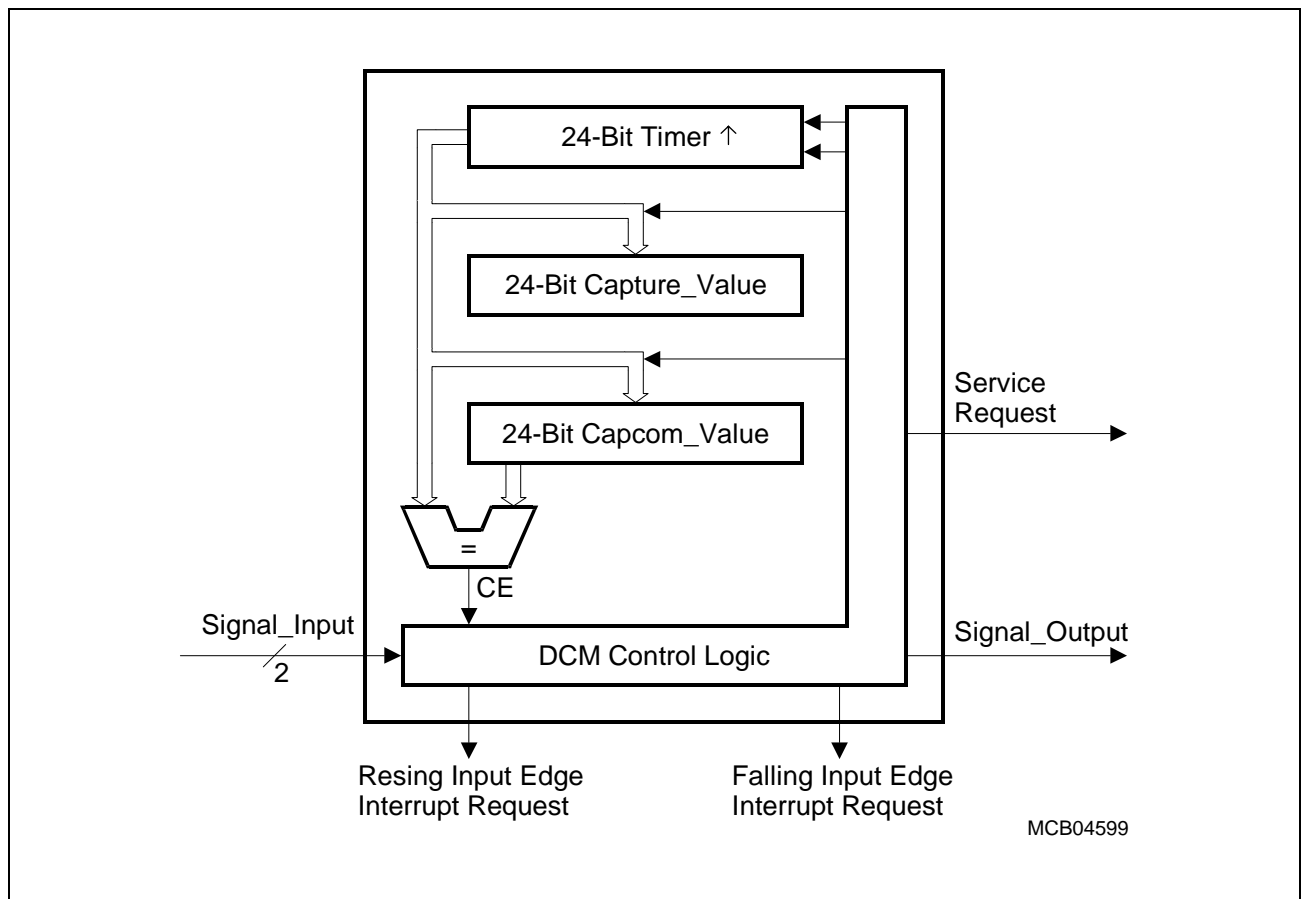 24-Bit Timer ↑
24-Bit Capture_Value
24-Bit Capcom_Value
Service
Request
=
CE
Signal_Input
2
DCM Control Logic
Signal_Output
Resing Input Edge
Interrupt Request
Falling Input Edge
Interrupt Request
MCB04599